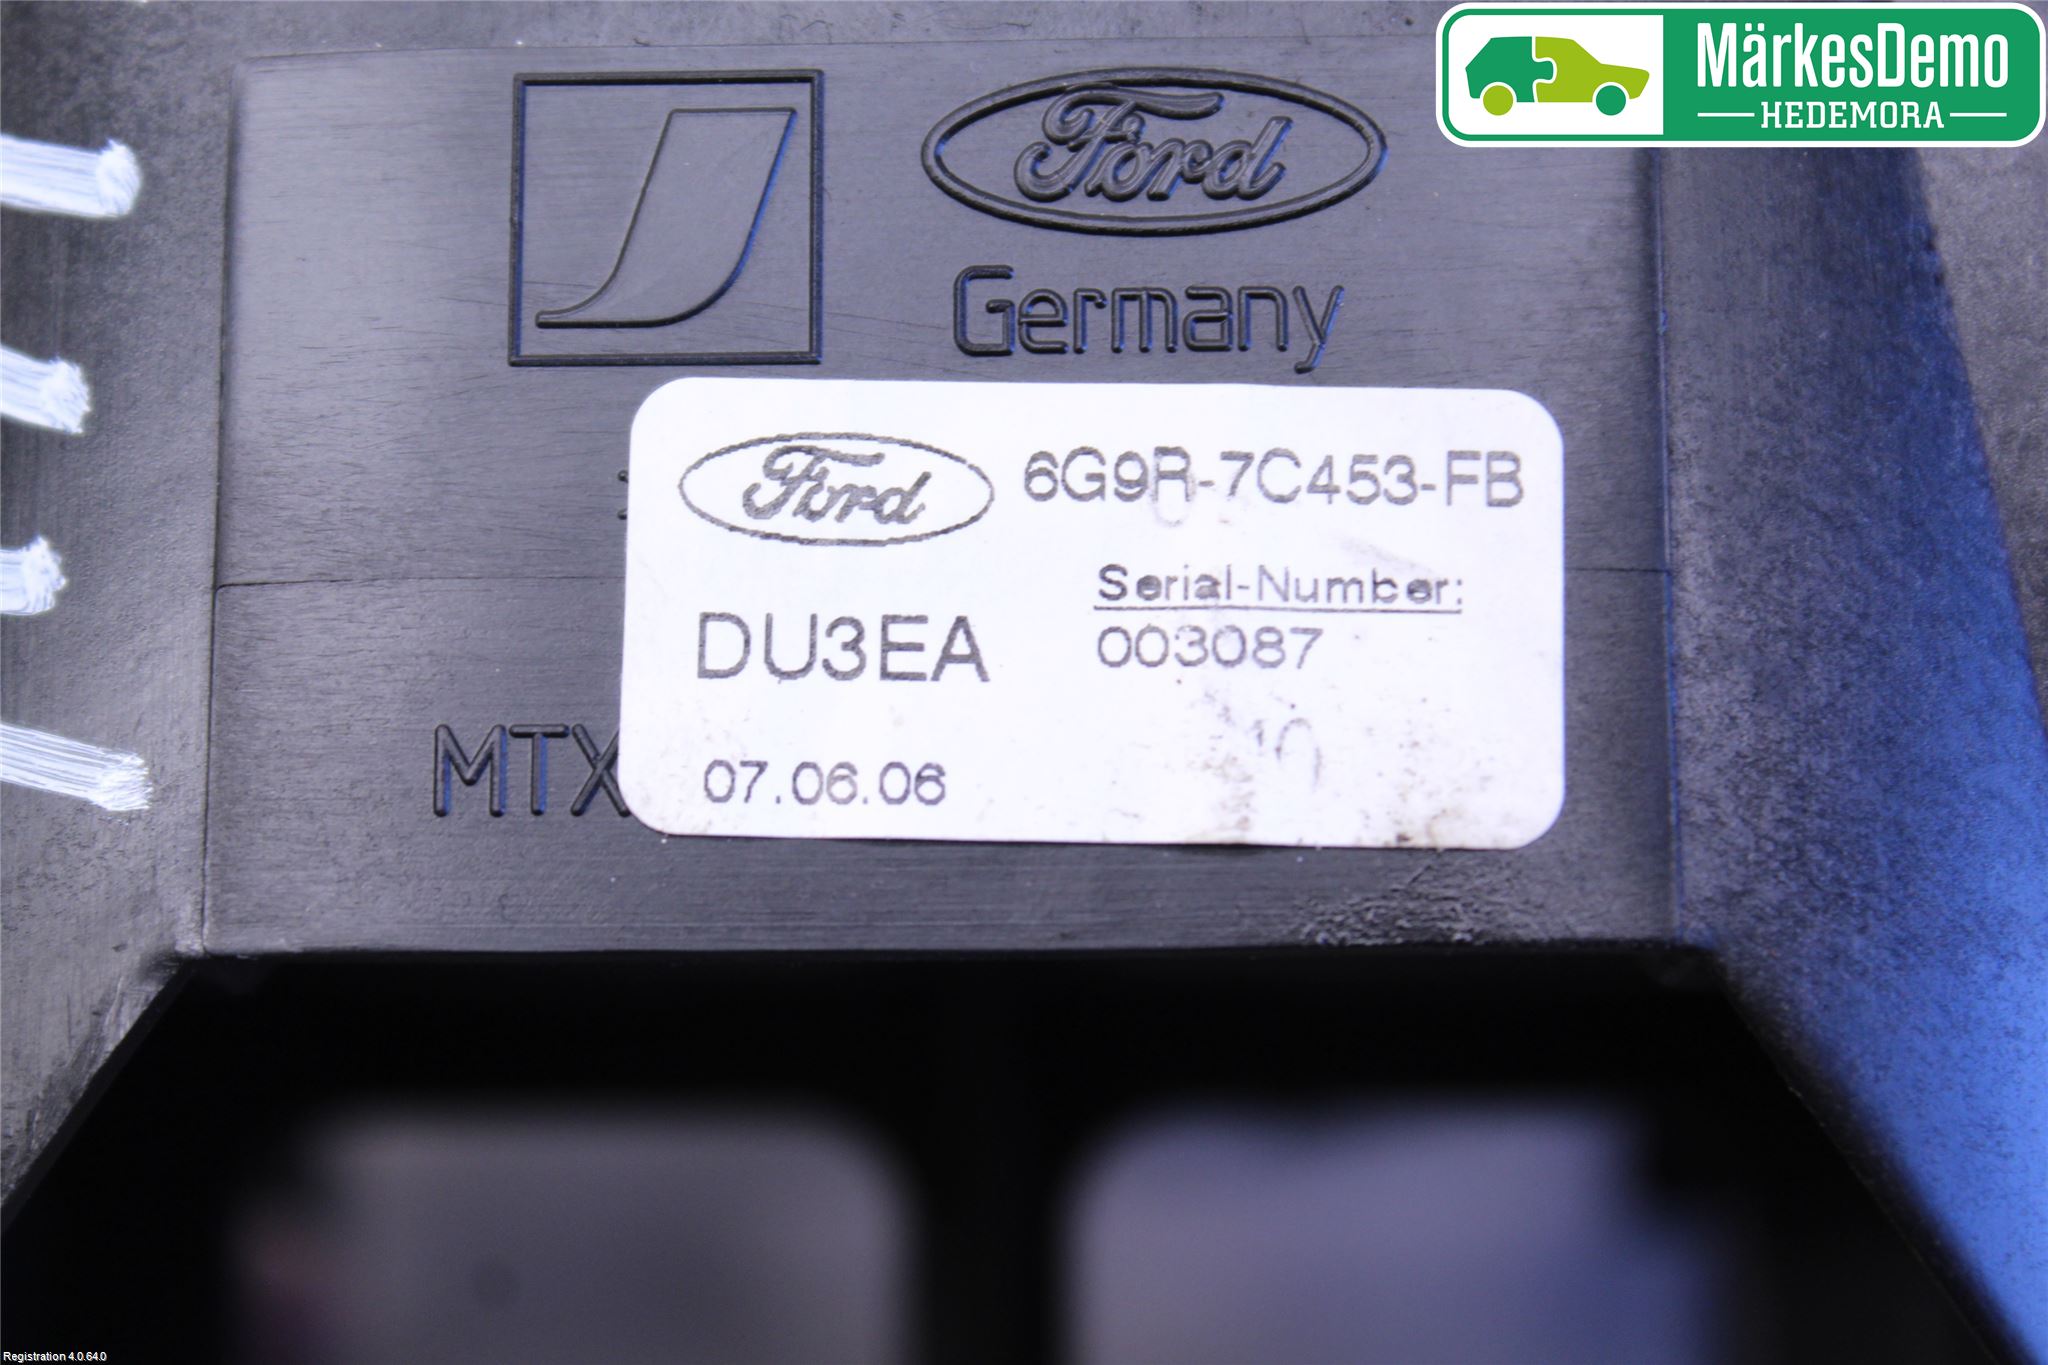 MärkesDemo
HEDEMORA
Ford
Germany
Ford
6G9R-7C453-FB
Serial-Number:
DU3EA
003087
MTX
07.06.06
Registration 4.0.64.0